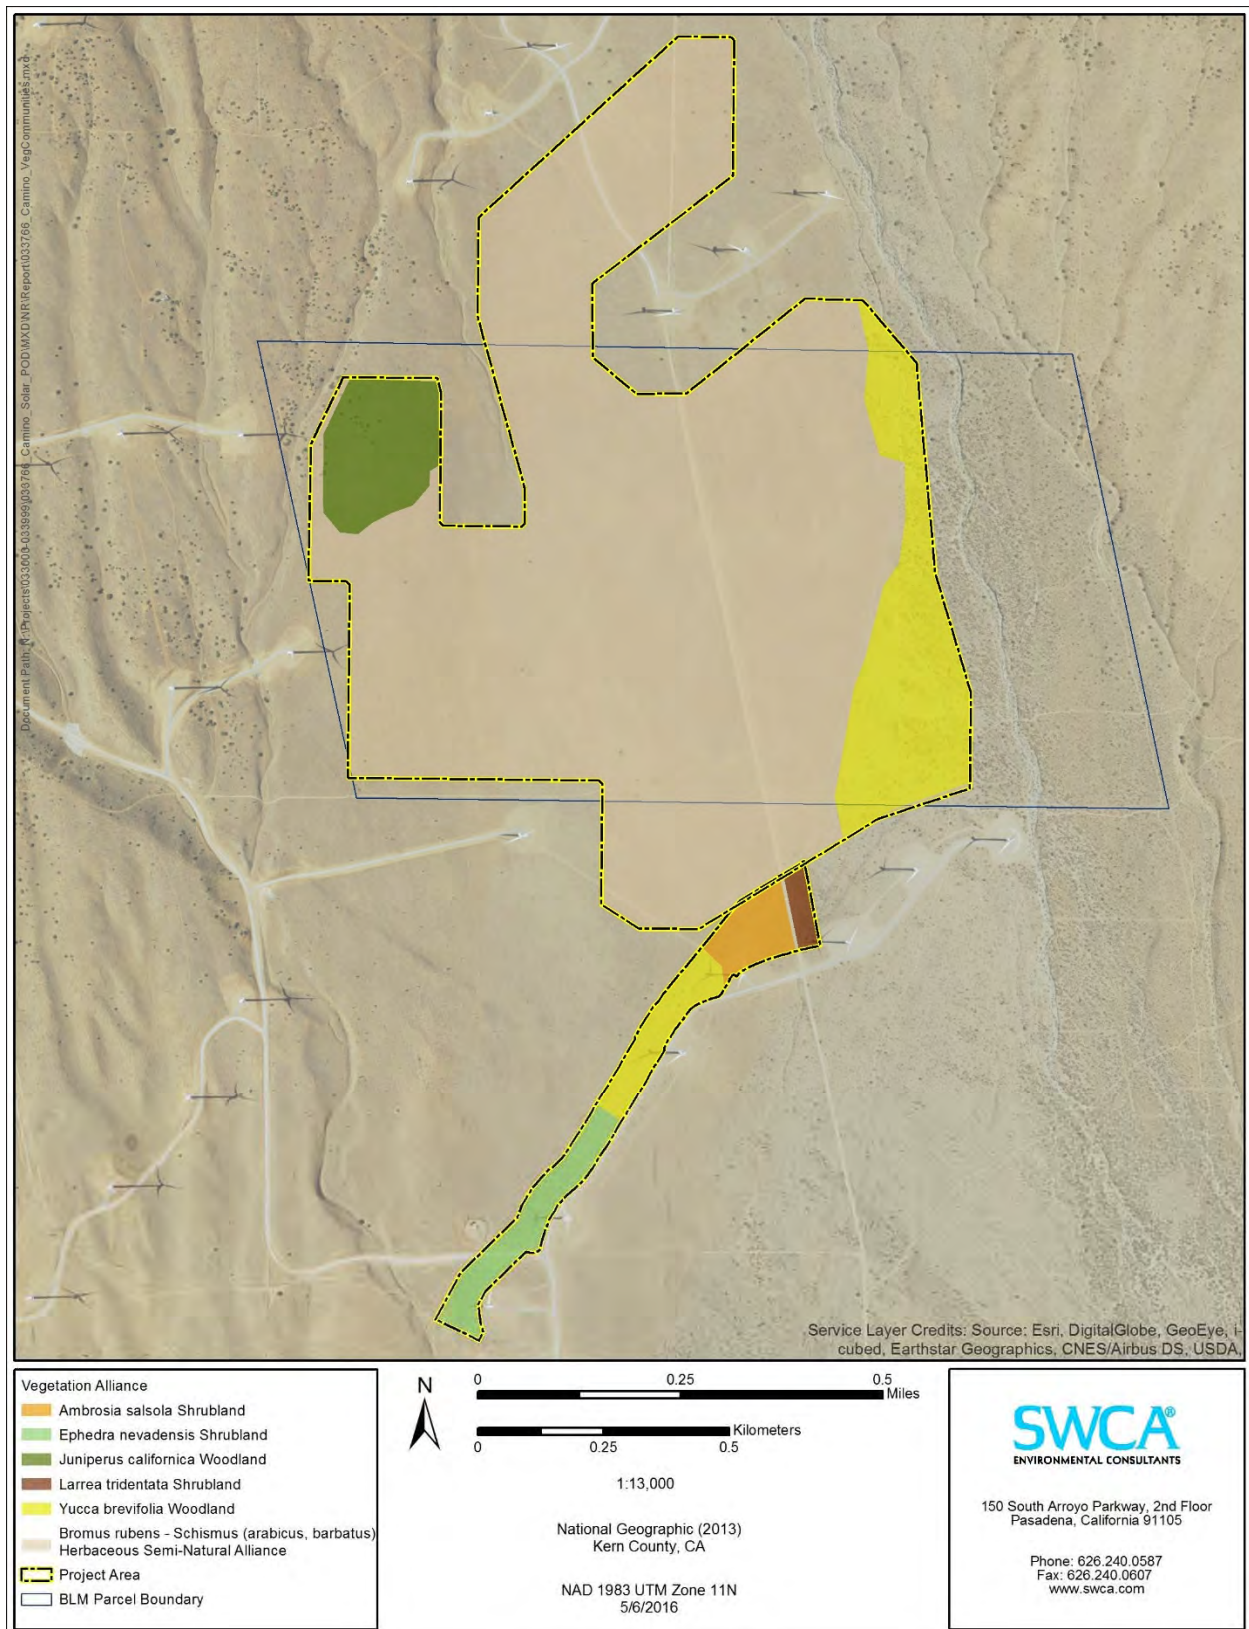 Document Path: N:\Projects\033000-033999\033766_Camino_Solar_POD\MXD\NR\Report\033766_Camino_VegCommunities.mxd
Service Layer Credits: Source: Esri, DigitalGlobe, GeoEye, i-
cubed, Earthstar Geographics, CNES/Airbus DS, USDA,
Vegetation Alliance
Ambrosia salsola Shrubland
Ephedra nevadensis Shrubland
Juniperus californica Woodland
Larrea tridentata Shrubland
Yucca brevifolia Woodland
Bromus rubens - Schismus (arabicus, barbatus)
Herbaceous Semi-Natural Alliance
Project Area
BLM Parcel Boundary
N
0 0.25 0.5
Miles
Kilometers
0 0.25 0.5
1:13,000
National Geographic (2013)
Kern County, CA
NAD 1983 UTM Zone 11N
5/6/2016
SWCA®
ENVIRONMENTAL CONSULTANTS
150 South Arroyo Parkway, 2nd Floor
Pasadena, California 91105
Phone: 626.240.0587
Fax: 626.240.0607
www.swca.com